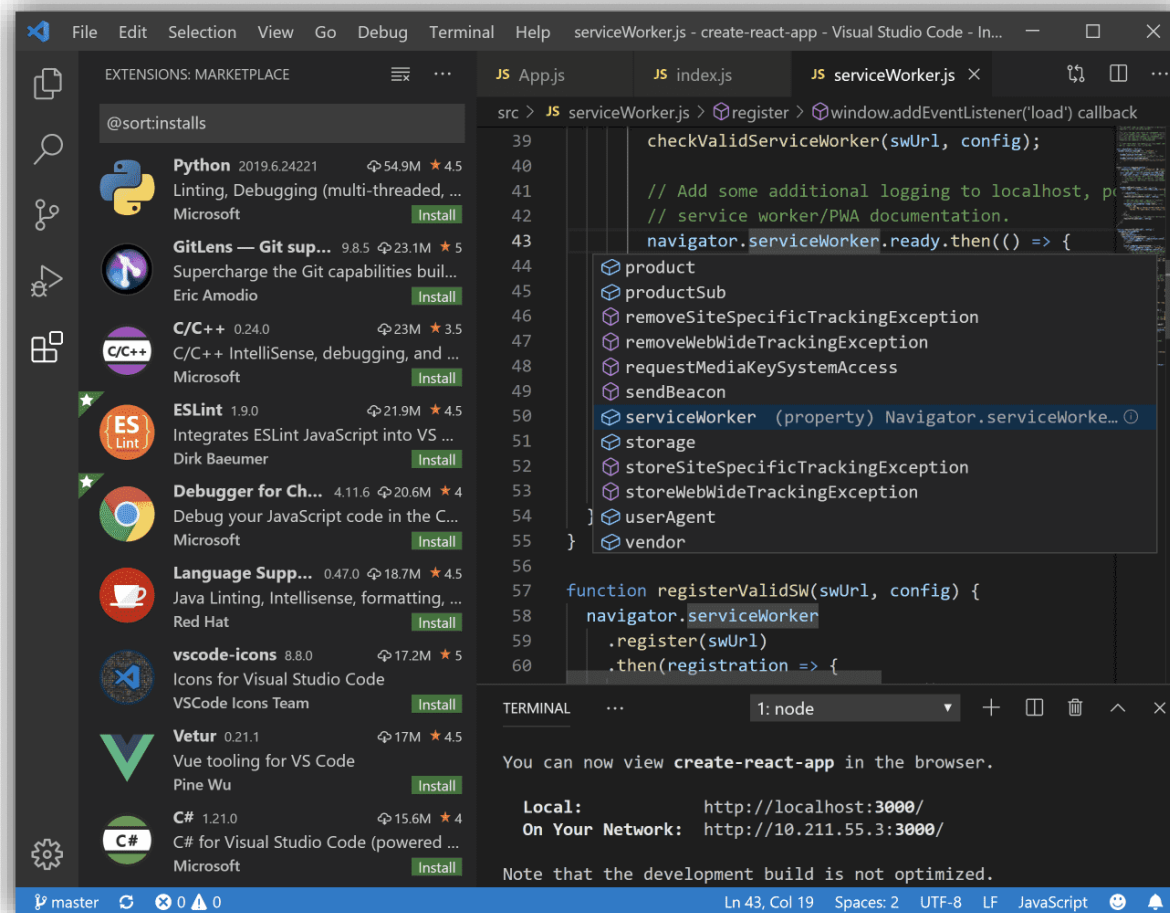 File Edit Selection View Go Debug Terminal Help serviceWorker.js - create-react-app - Visual Studio Code - In...
EXTENSIONS: MARKETPLACE
@sort:installs
Python 2019.6.24221 54.9M 4.5
Linting, Debugging (multi-threaded, ...
Microsoft Install
GitLens — Git sup... 9.8.5 23.1M 5
Supercharge the Git capabilities buil...
Eric Amodio Install
C/C++
C/C++ 0.24.0 23M 3.5
C/C++ IntelliSense, debugging, and ...
Microsoft Install
ES
Lint
ESLint 1.9.0 21.9M 4.5
Integrates ESLint JavaScript into VS ...
Dirk Baeumer Install
Debugger for Ch... 4.11.6 20.6M 4
Debug your JavaScript code in the C...
Microsoft Install
Language Supp... 0.47.0 18.7M 4.5
Java Linting, Intellisense, formatting, ...
Red Hat Install
vscode-icons 8.8.0 17.2M 5
Icons for Visual Studio Code
VSCode Icons Team Install
Vetur 0.21.1 17M 4.5
Vue tooling for VS Code
Pine Wu Install
C#
C# 1.21.0 15.6M 4
C# for Visual Studio Code (powered ...
Microsoft Install
JS App.js JS index.js JS serviceWorker.js
src > JS serviceWorker.js > register > window.addEventListener('load') callback
39 checkValidServiceWorker(swUrl, config);
40
41 // Add some additional logging to localhost, po
42 // service worker/PWA documentation.
43 navigator.serviceWorker.ready.then(() => {
44 product
45 productSub
46 removeSiteSpecificTrackingException
47 removeWebWideTrackingException
48 requestMediaKeySystemAccess
49 sendBeacon
50 serviceWorker (property) Navigator.serviceWorke...
51 storage
52 storeSiteSpecificTrackingException
53 storeWebWideTrackingException
54 } userAgent
55 } vendor
56
57 function registerValidSW(swUrl, config) {
58 navigator.serviceWorker
59 .register(swUrl)
60 .then(registration => {
TERMINAL ... 1: node
You can now view create-react-app in the browser.
Local: http://localhost:3000/
On Your Network: http://10.211.55.3:3000/
Note that the development build is not optimized.
master 0 0 Ln 43, Col 19 Spaces: 2 UTF-8 LF JavaScript